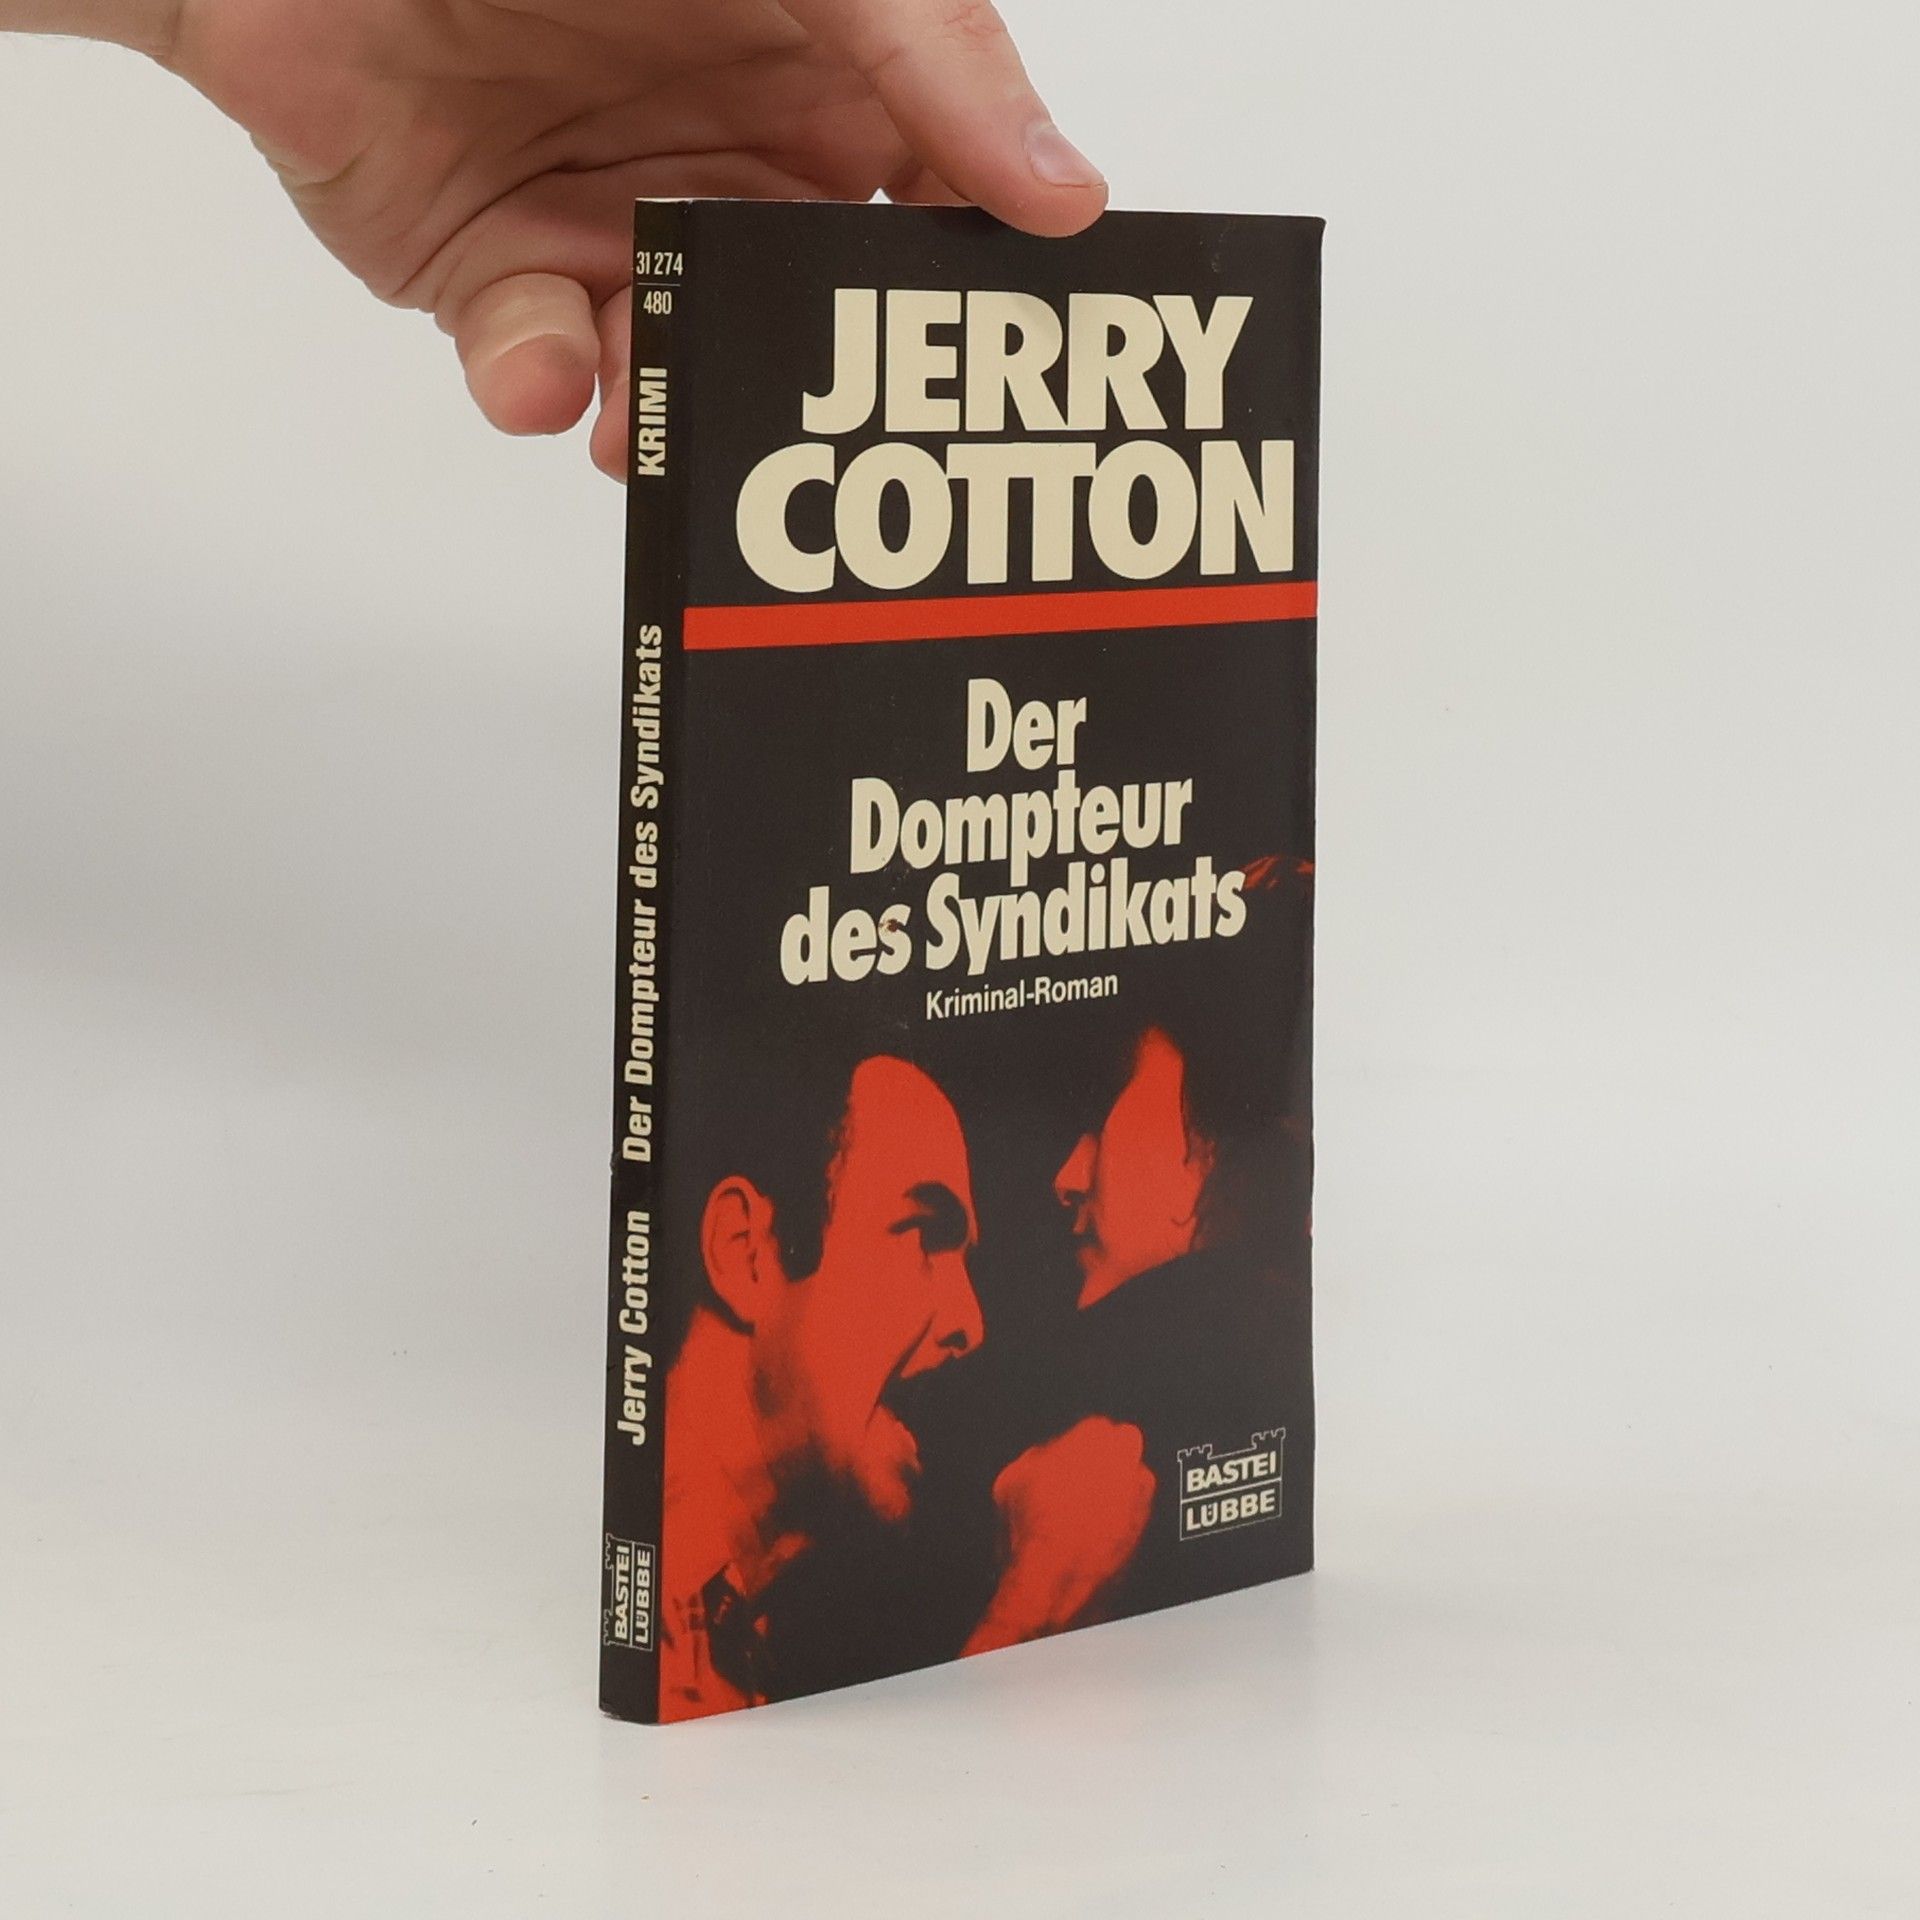 31 274
480
KRIMI
Der Dompteur des Syndikats
Jerry Cotton
BASTEI
LÜBBE
JERRY
COTTON
Der
Dompteur
des Syndikats
Kriminal-Roman
BASTEI
LÜBBE